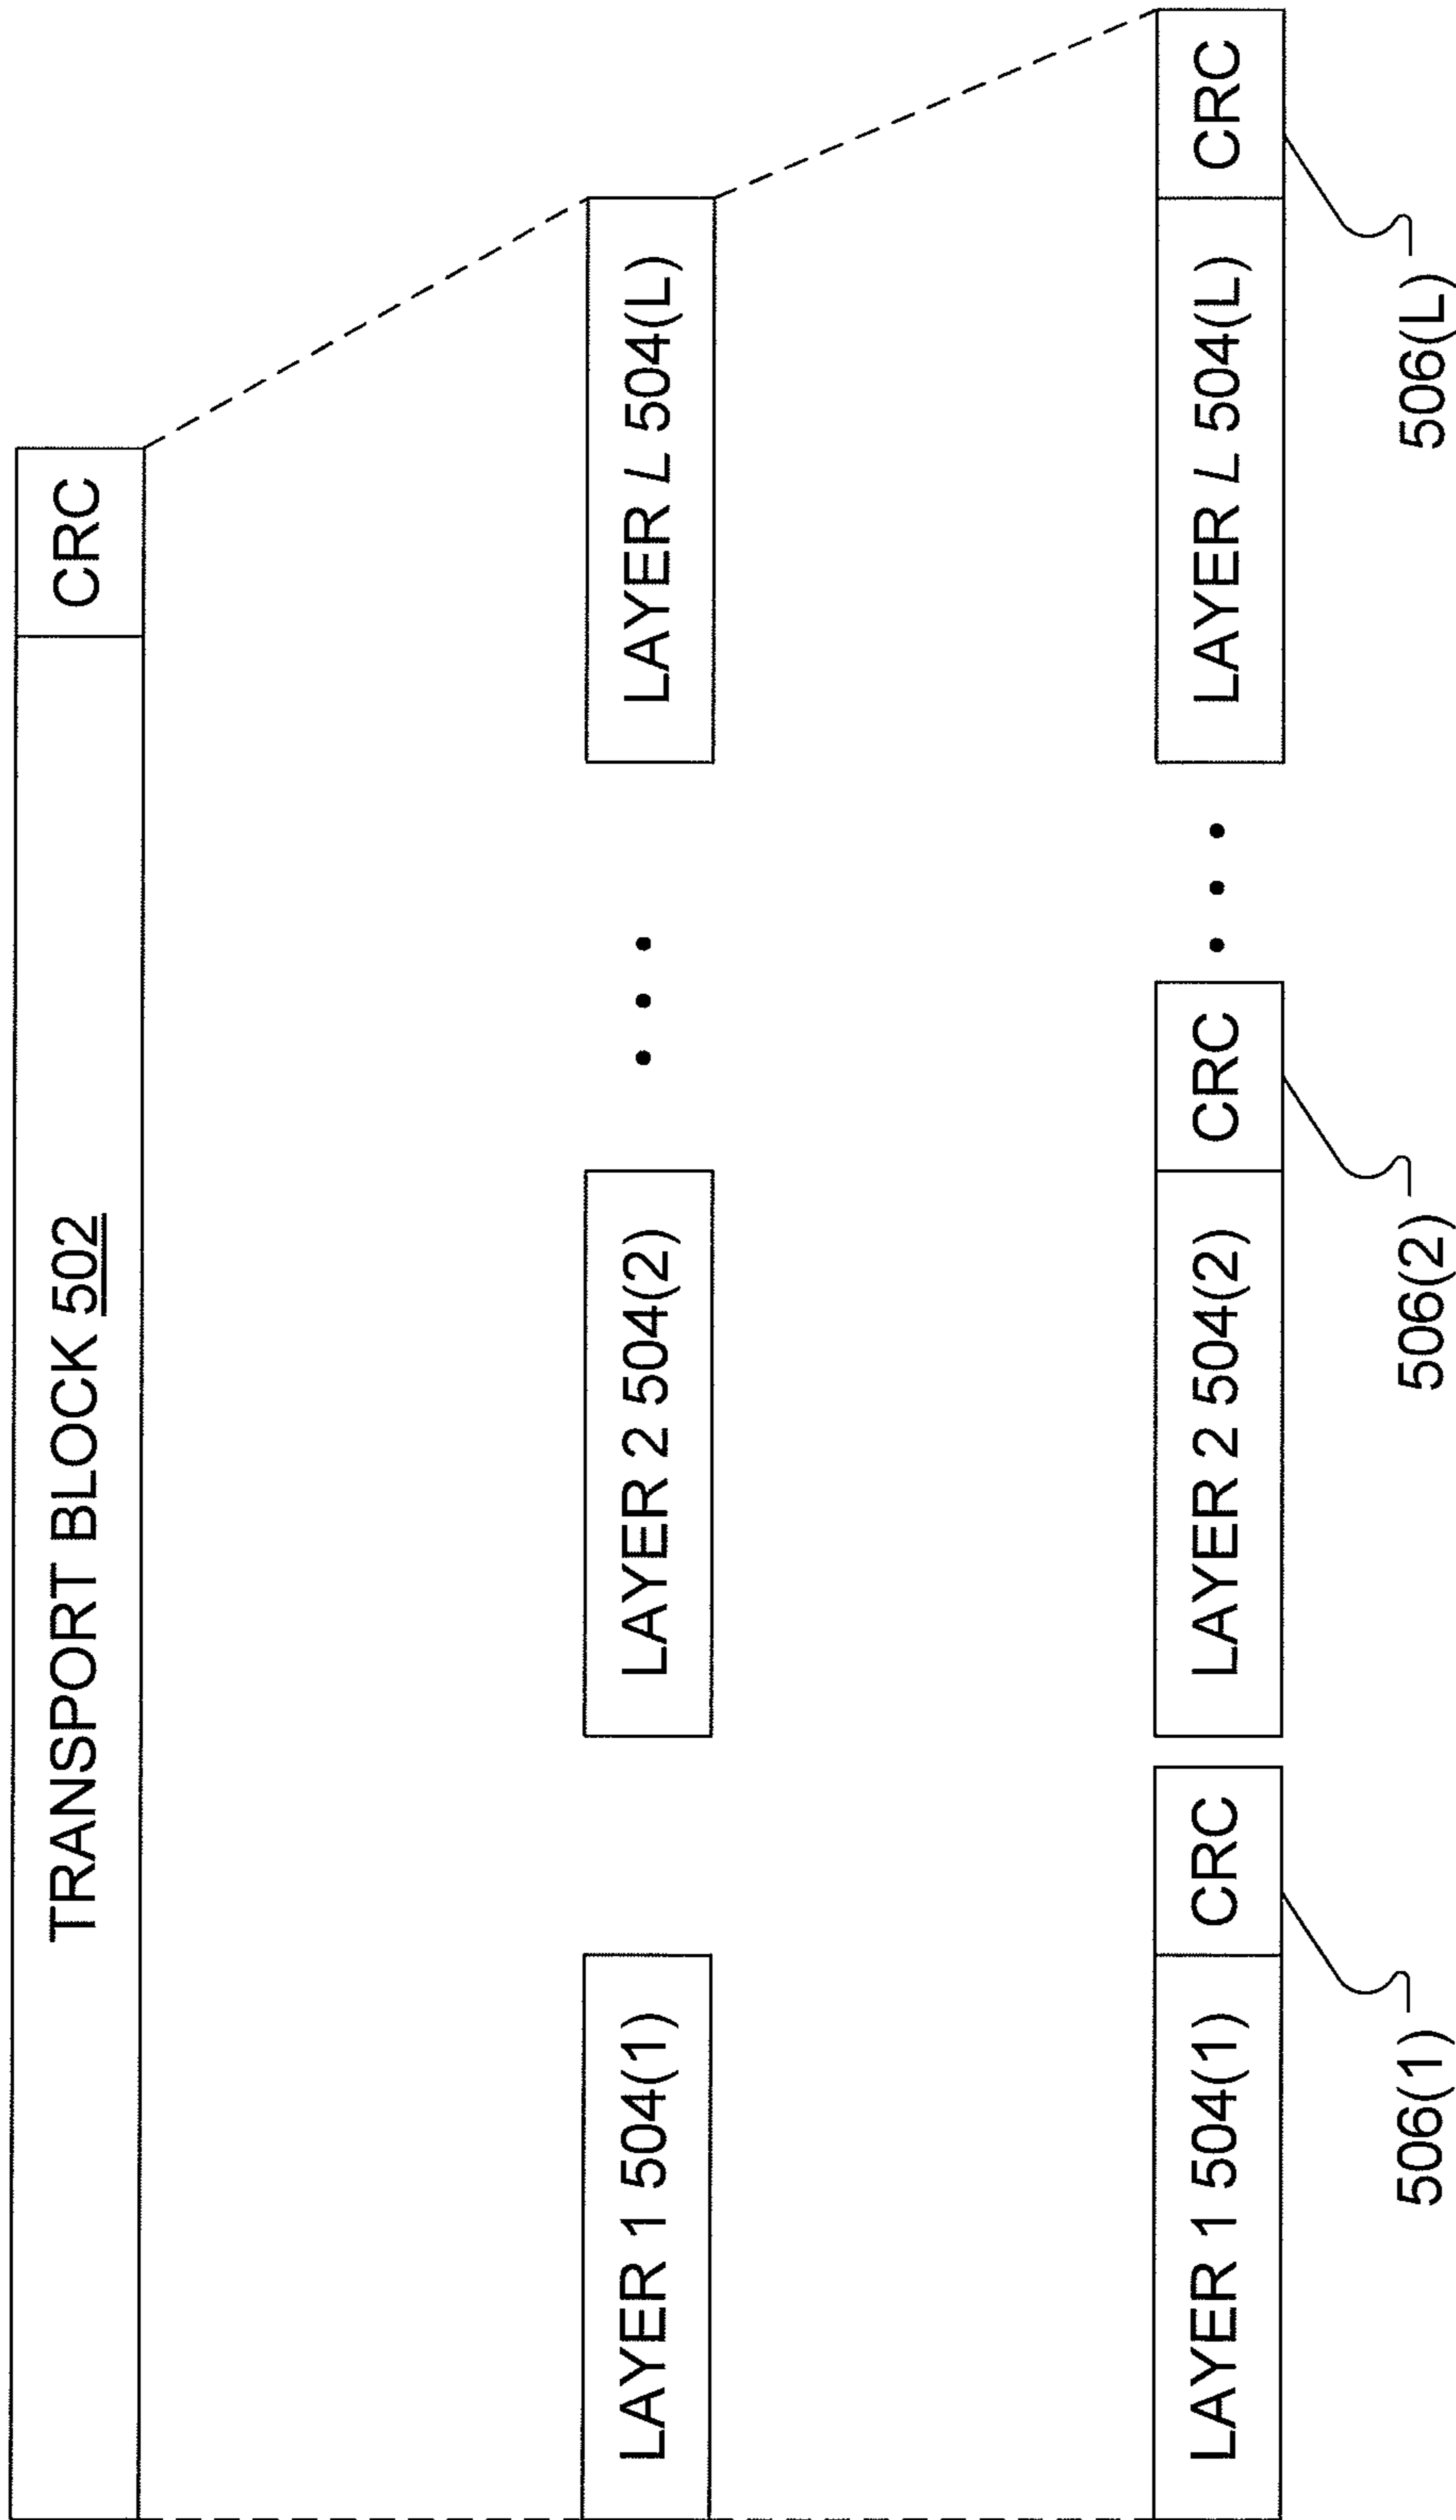 TRANSPORT BLOCK 502
CRC
LAYER 1 504(1)
LAYER 2 504(2)
LAYER L 504(L)
LAYER 1 504(1)
CRC
LAYER 2 504(2)
CRC
LAYER L 504(L)
CRC
506(1)
506(2)
506(L)